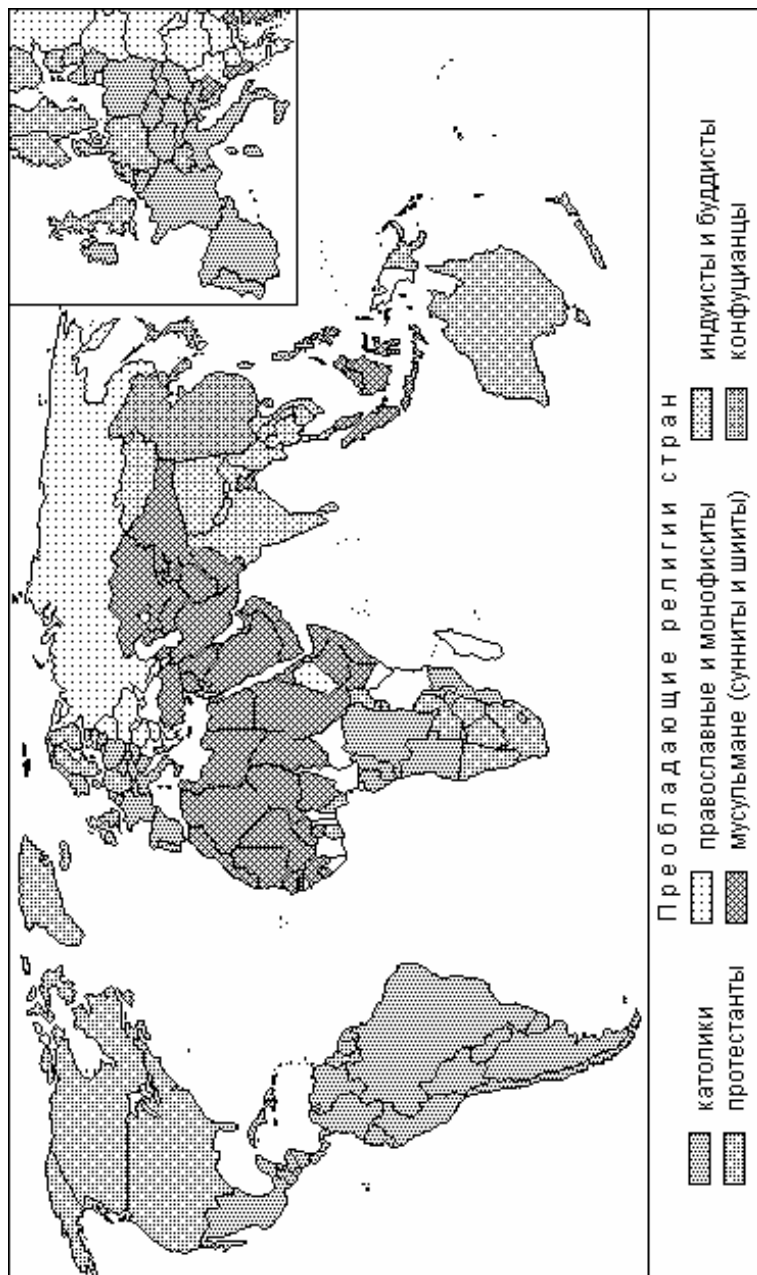 Преобладающие религии стран
католики
протестанты
православные и монофиситы
мусульмане (сунниты и шииты)
индуисты и буддисты
конфуцианцы